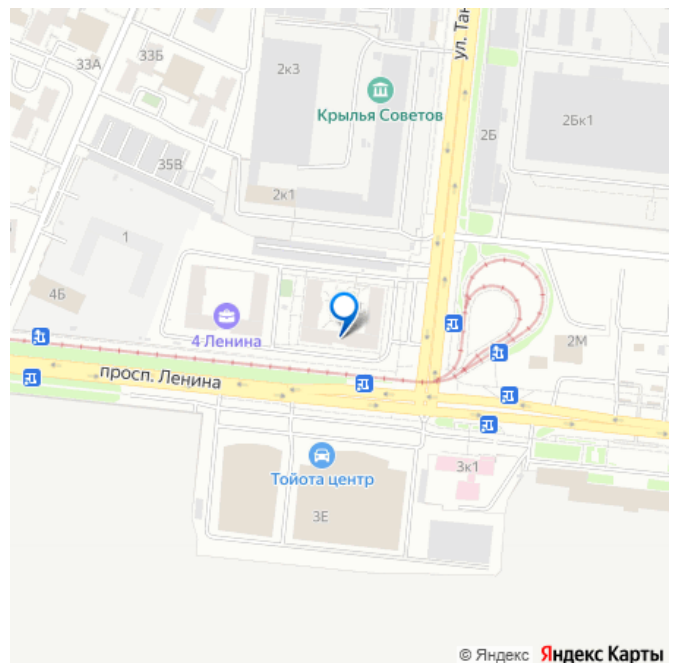 33Б
33А
2к3
ул. Тан
Крылья Советов
2Б
2Бк1
35В
2к1
1
4Б
4 Ленина
2М
просп. Ленина
Тойота центр
3к1
3Е
© Яндекс Яндекс Карты